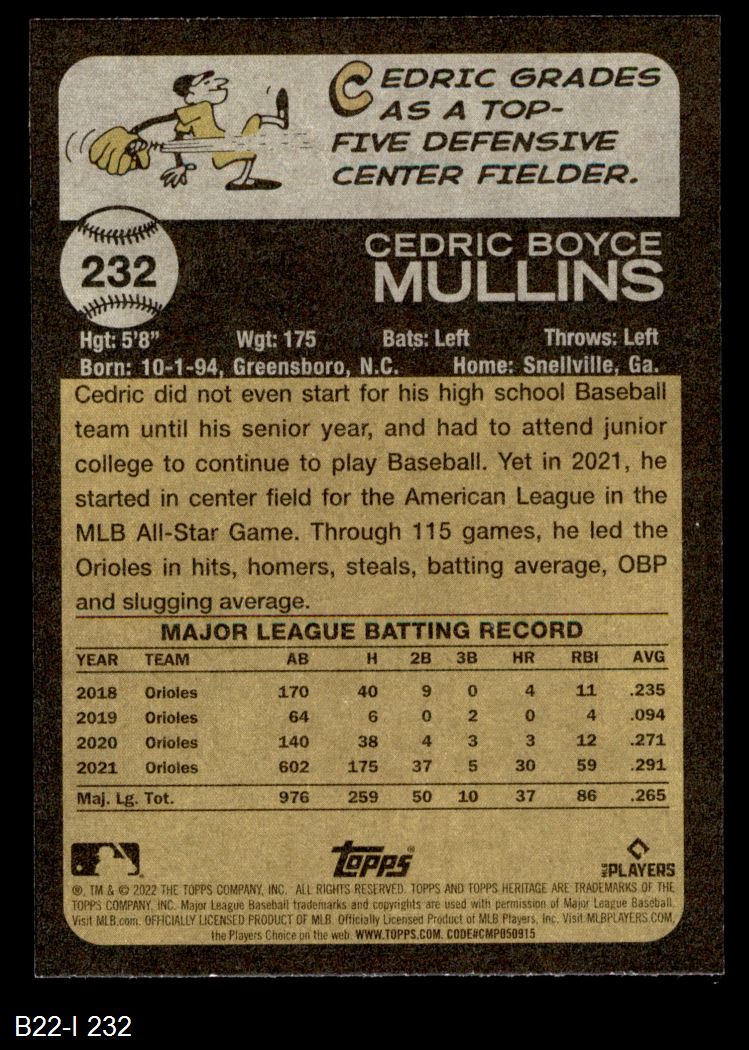 CEDRIC GRADES
AS A TOP-
FIVE DEFENSIVE
CENTER FIELDER.
232
CEDRIC BOYCE
MULLINS
Hgt: 5'8" Wgt: 175 Bats: Left Throws: Left
Born: 10-1-94, Greensboro, N.C. Home: Snellville, Ga.
Cedric did not even start for his high school Baseball
team until his senior year, and had to attend junior
college to continue to play Baseball. Yet in 2021, he
started in center field for the American League in the
MLB All-Star Game. Through 115 games, he led the
Orioles in hits, homers, steals, batting average, OBP
and slugging average.
MAJOR LEAGUE BATTING RECORD
YEAR TEAM AB H 2B 3B HR RBI AVG
2018 Orioles 170 40 9 0 4 11 .235
2019 Orioles 64 6 0 2 0 4 .094
2020 Orioles 140 38 4 3 3 12 .271
2021 Orioles 602 175 37 5 30 59 .291
Maj. Lg. Tot. 976 259 50 10 37 86 .265
Topps®
MLB PLAYERS
®, TM & © 2022 THE TOPPS COMPANY, INC. ALL RIGHTS RESERVED. TOPPS AND TOPPS HERITAGE ARE TRADEMARKS OF THE
TOPPS COMPANY, INC. Major League Baseball trademarks and copyrights are used with permission of Major League Baseball.
Visit MLB.com. OFFICIALLY LICENSED PRODUCT OF MLB. Officially Licensed Product of MLB Players, Inc. Visit MLBPLAYERS.COM,
the Players Choice on the web. WWW.TOPPS.COM. CODE#CMP050915
B22-I 232